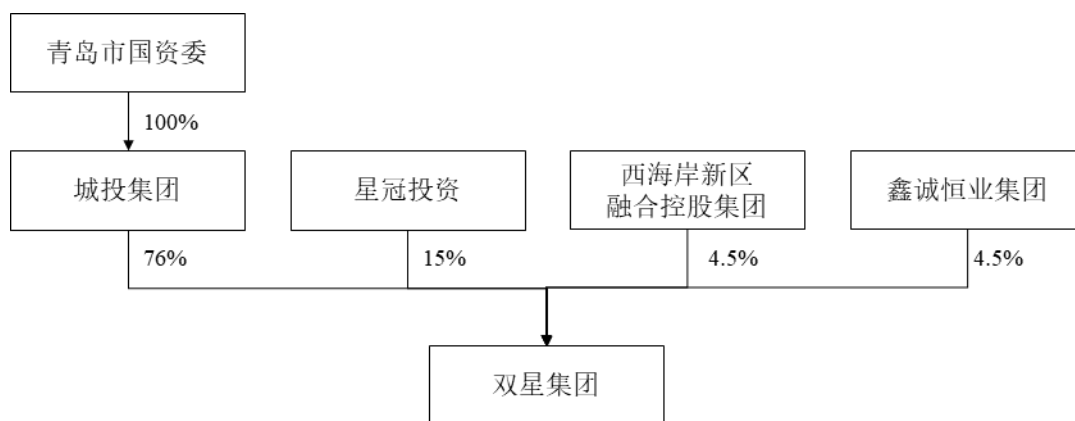 青岛市国资委
100%
城投集团
星冠投资
西海岸新区
融合控股集团
鑫诚恒业集团
76%
15%
4.5%
4.5%
双星集团